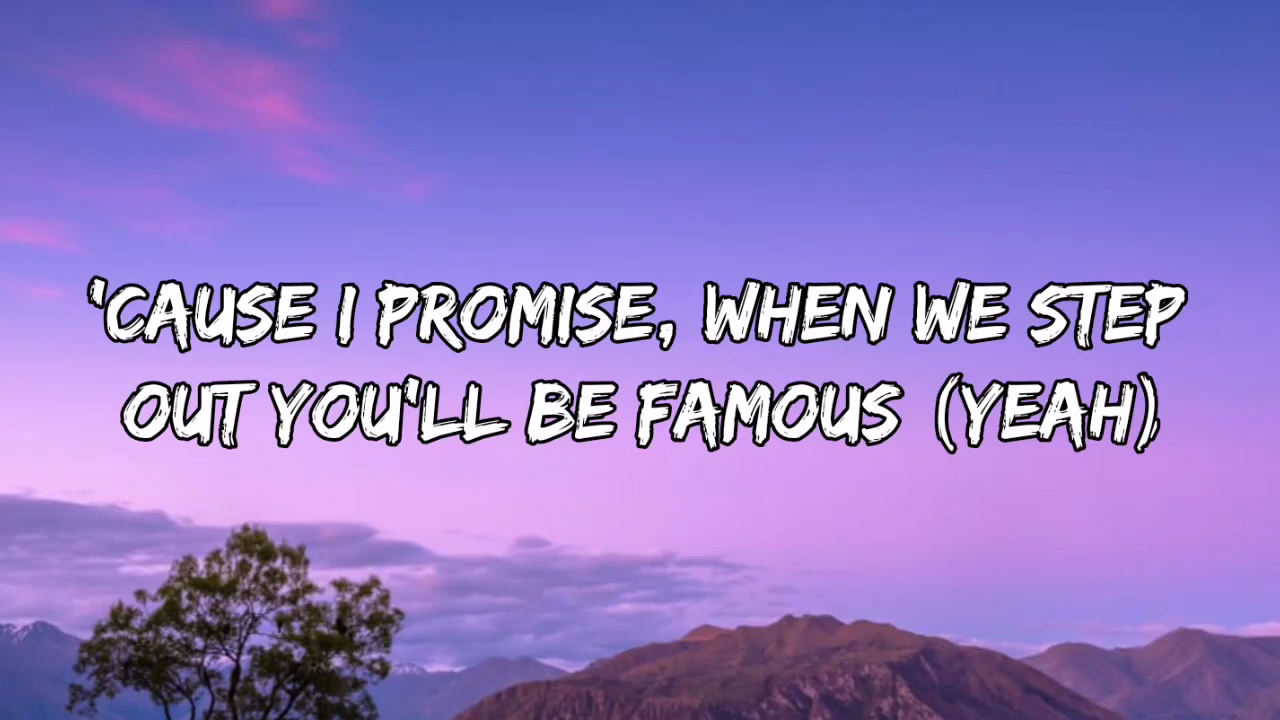 'CAUSE I PROMISE, WHEN WE STEP
OUT YOU'LL BE FAMOUS (YEAH)